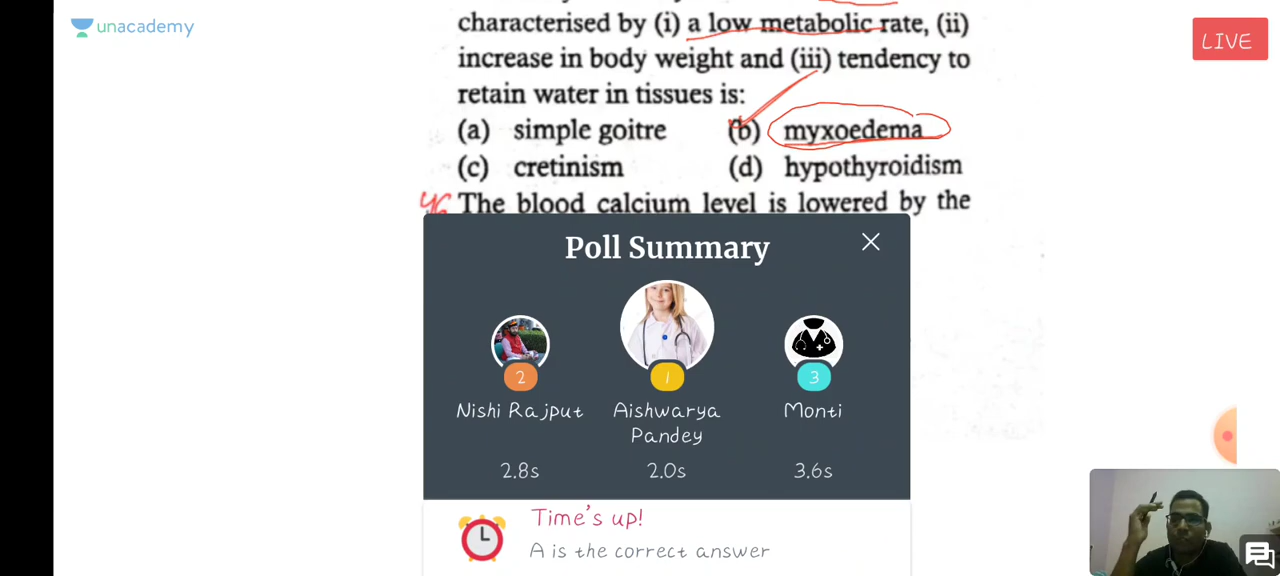 unacademy
LIVE
characterised by (i) a low metabolic rate, (ii)
increase in body weight and (iii) tendency to
retain water in tissues is:
(a) simple goitre (b) myxoedema
(c) cretinism (d) hypothyroidism
46 The blood calcium level is lowered by the
Poll Summary
2 1 3
Nishi Rajput Aishwarya Pandey Monti
2.8s 2.0s 3.6s
Time's up!
A is the correct answer